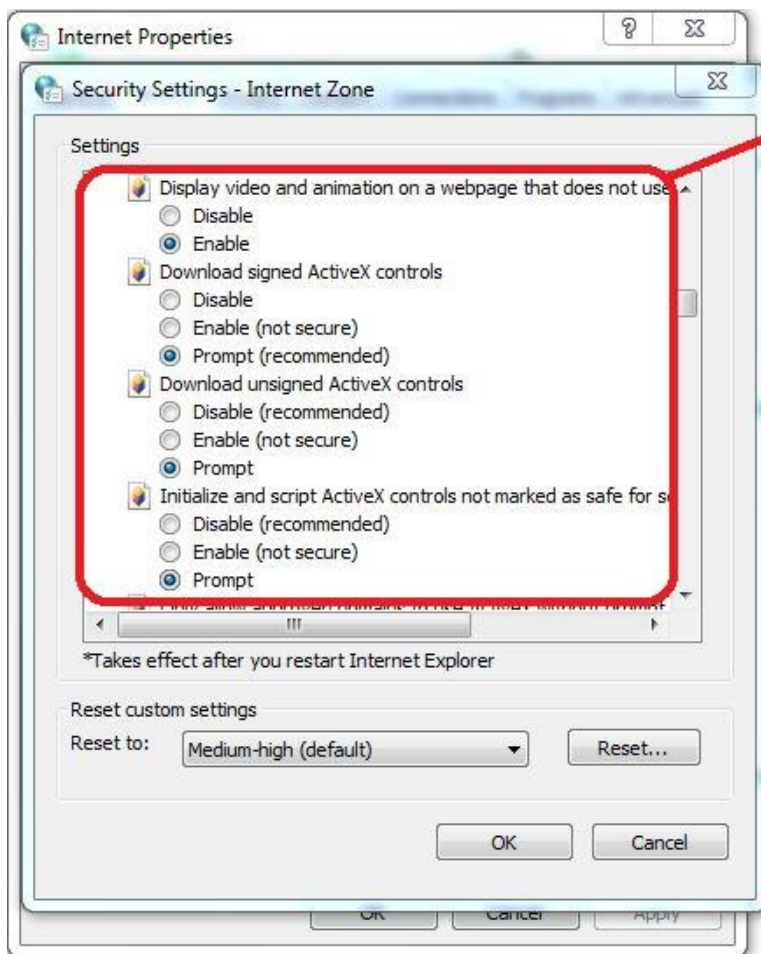 Internet Properties
Security Settings - Internet Zone
Settings
Display video and animation on a webpage that does not use
Disable
Enable
Download signed ActiveX controls
Disable
Enable (not secure)
Prompt (recommended)
Download unsigned ActiveX controls
Disable (recommended)
Enable (not secure)
Prompt
Initialize and script ActiveX controls not marked as safe for s
Disable (recommended)
Enable (not secure)
Prompt
*Takes effect after you restart Internet Explorer
Reset custom settings
Reset to:
Medium-high (default)
Reset...
OK
Cancel
OK
Cancel
Apply